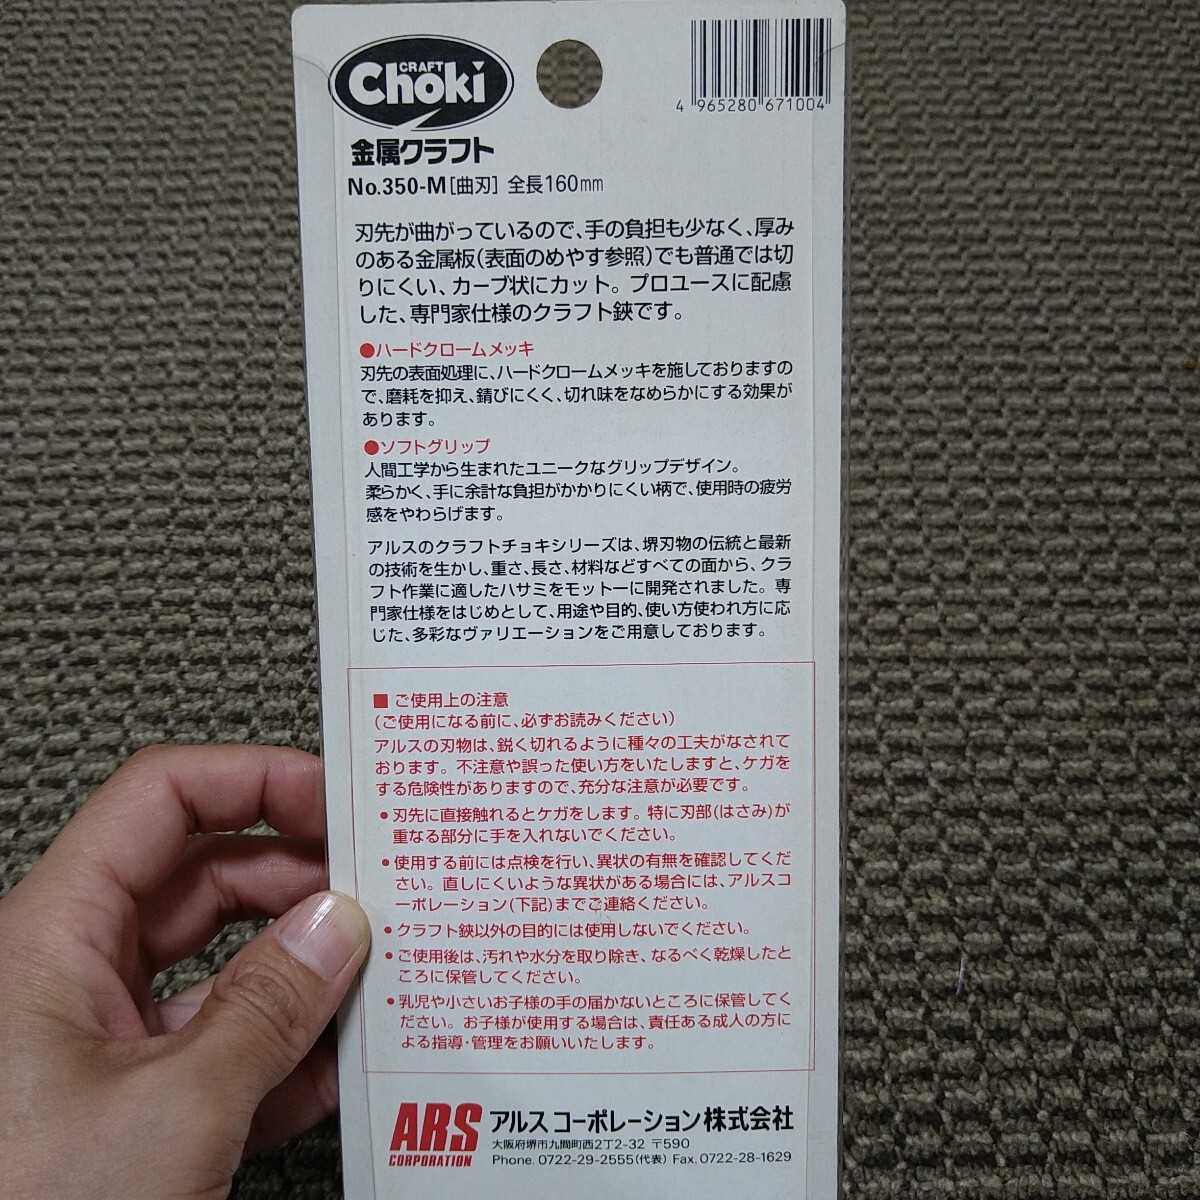 CRAFT
Choki
4 965280 671004
金属クラフト
No.350-M[曲刃] 全長160mm
刃先が曲がっているので、手の負担も少なく、厚み
のある金属板(表面のめやす参照)でも普通では切
りにくい、カーブ状にカット。プロユースに配慮
した、専門家仕様のクラフト鋏です。
●ハードクロームメッキ
刃先の表面処理に、ハードクロームメッキを施しておりますの
で、磨耗を抑え、錆びにくく、切れ味をなめらかにする効果が
あります。
●ソフトグリップ
人間工学から生まれたユニークなグリップデザイン。
柔らかく、手に余計な負担がかかりにくい柄で、使用時の疲労
感をやわらげます。
アルスのクラフトチョキシリーズは、堺刃物の伝統と最新
の技術を生かし、重さ、長さ、材料などすべての面から、クラ
フト作業に適したハサミをモットーに開発されました。専
門家仕様をはじめとして、用途や目的、使い方使われ方に応
じた、多彩なヴァリエーションをご用意しております。
■ ご使用上の注意
(ご使用になる前に、必ずお読みください)
アルスの刃物は、鋭く切れるように種々の工夫がなされて
おります。不注意や誤った使い方をいたしますと、ケガを
する危険性がありますので、充分な注意が必要です。
●刃先に直接触れるとケガをします。特に刃部(はさみ)が
重なる部分に手を入れないでください。
●使用する前には点検を行い、異状の有無を確認してくだ
さい。直しにくいような異状がある場合には、アルスコ
ーポレーション(下記)までご連絡ください。
●クラフト鋏以外の目的には使用しないでください。
●ご使用後は、汚れや水分を取り除き、なるべく乾燥したと
ころに保管してください。
●乳児や小さいお子様の手の届かないところに保管してく
ださい。お子様が使用する場合は、責任ある成人の方に
よる指導・管理をお願いいたします。
ARS
CORPORATION
アルス コーポレーション株式会社
大阪府堺市九間町西2丁2-32 〒590
Phone. 0722-29-2555(代表) Fax. 0722-28-1629